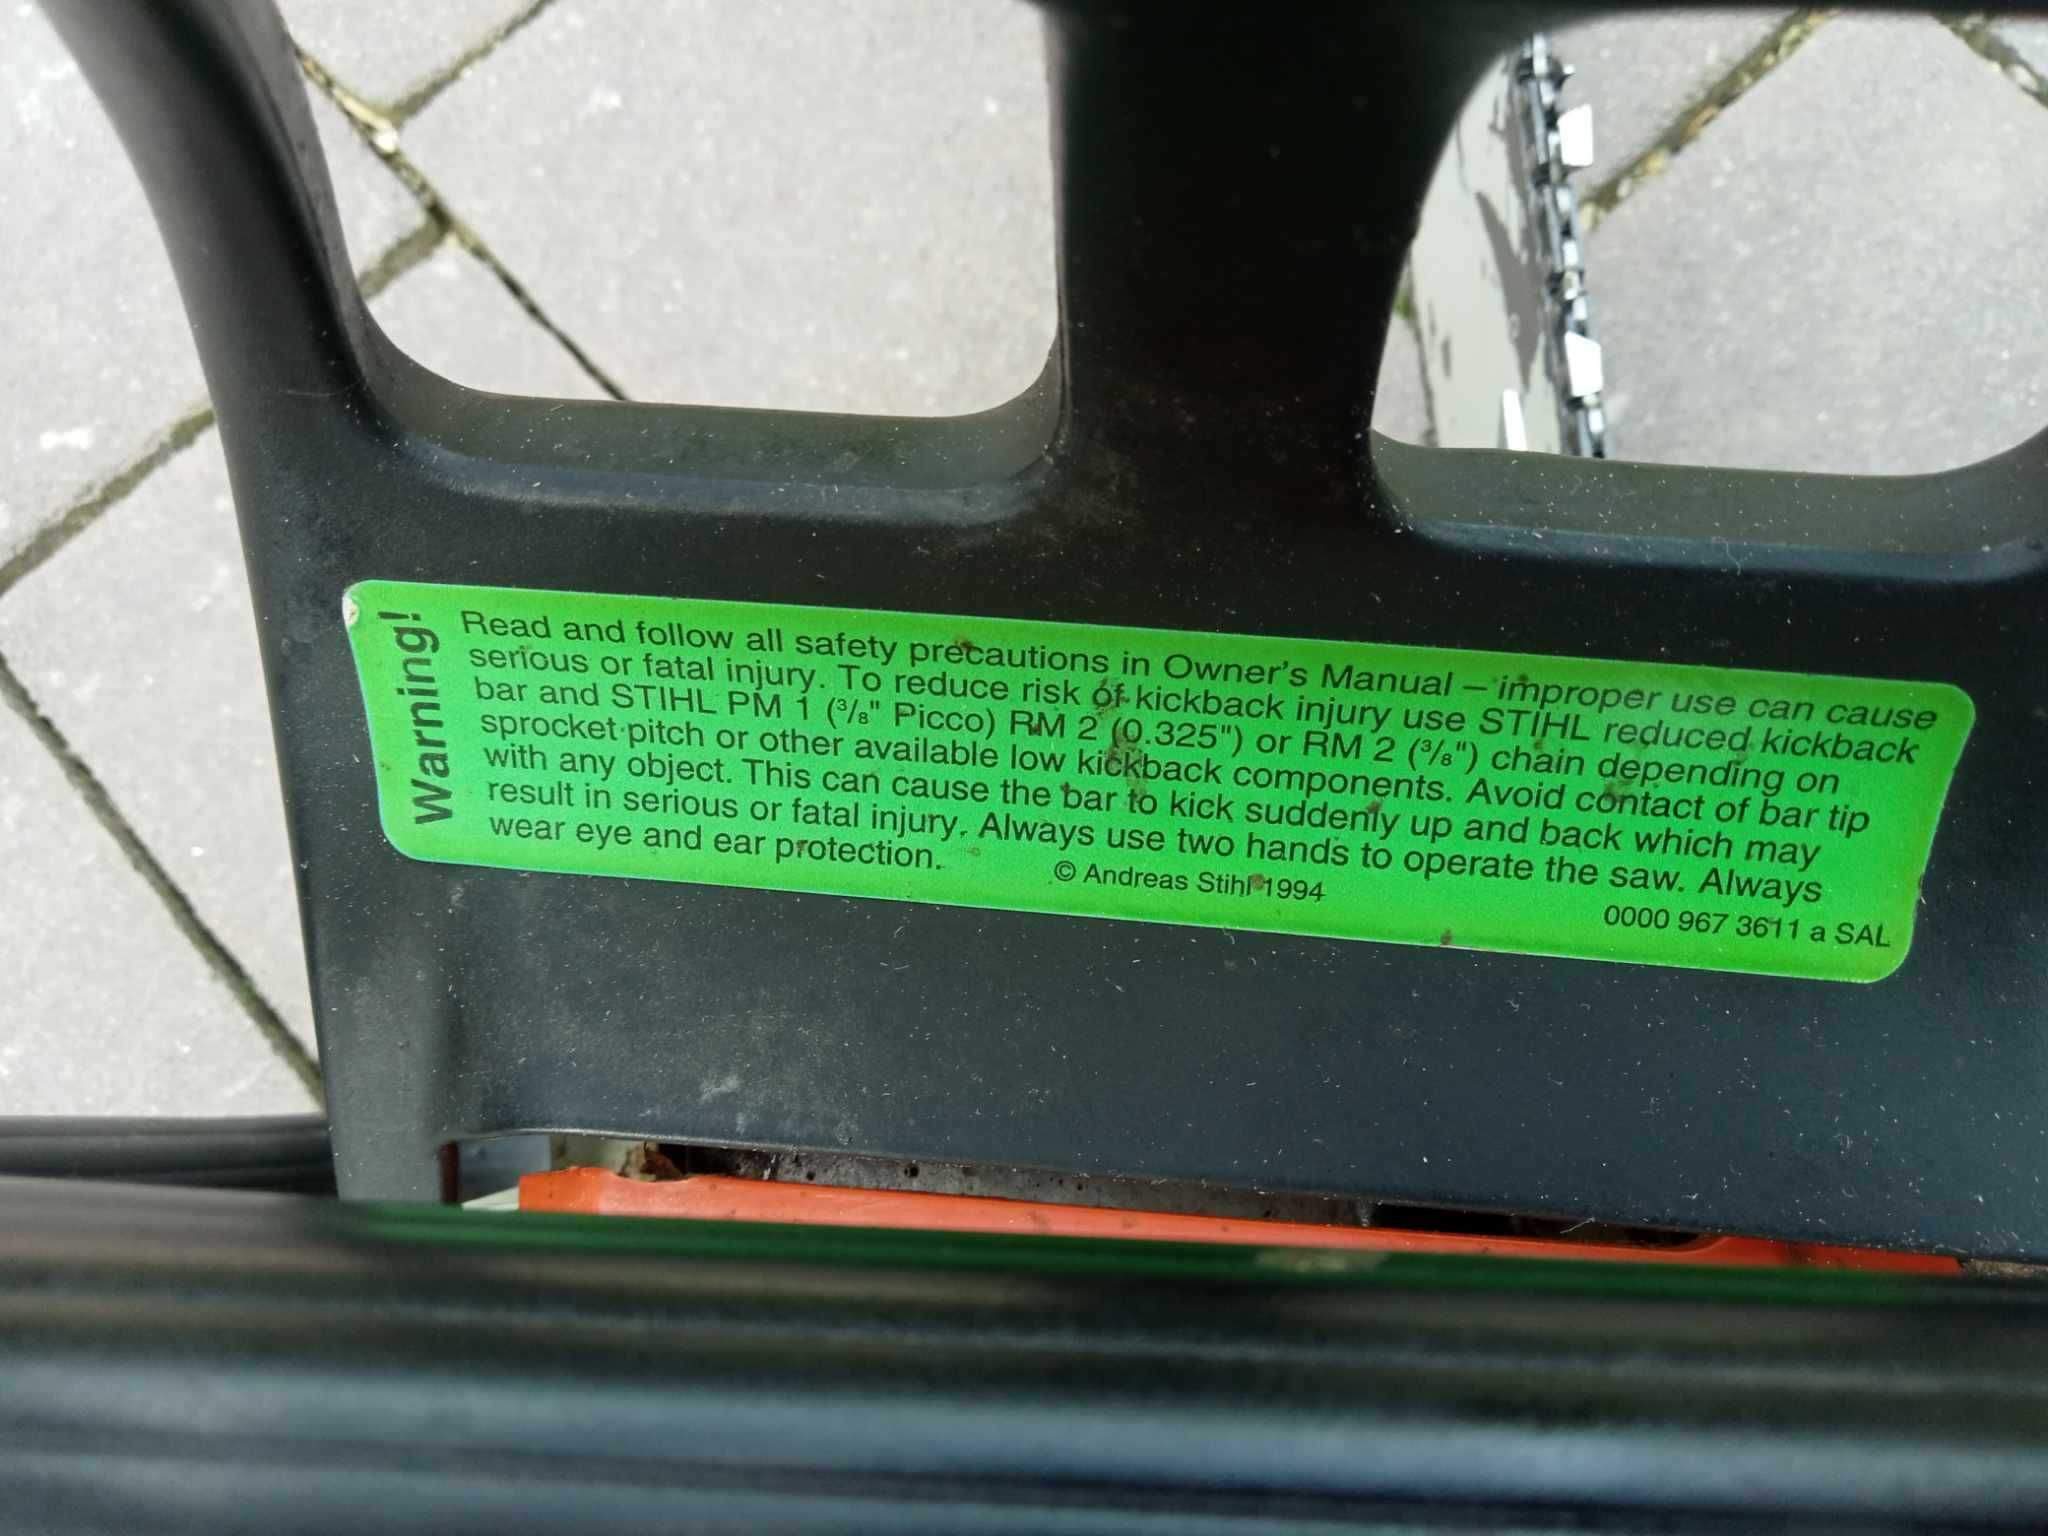 Warning!
Read and follow all safety precautions in Owner's Manual – improper use can cause
serious or fatal injury. To reduce risk of kickback injury use STIHL reduced kickback
bar and STIHL PM 1 (3/8" Picco) RM 2 (0.325") or RM 2 (3/8") chain depending on
sprocket pitch or other available low kickback components. Avoid contact of bar tip
with any object. This can cause the bar to kick suddenly up and back which may
result in serious or fatal injury. Always use two hands to operate the saw. Always
wear eye and ear protection.
© Andreas Stihl 1994
0000 967 3611 a SAL